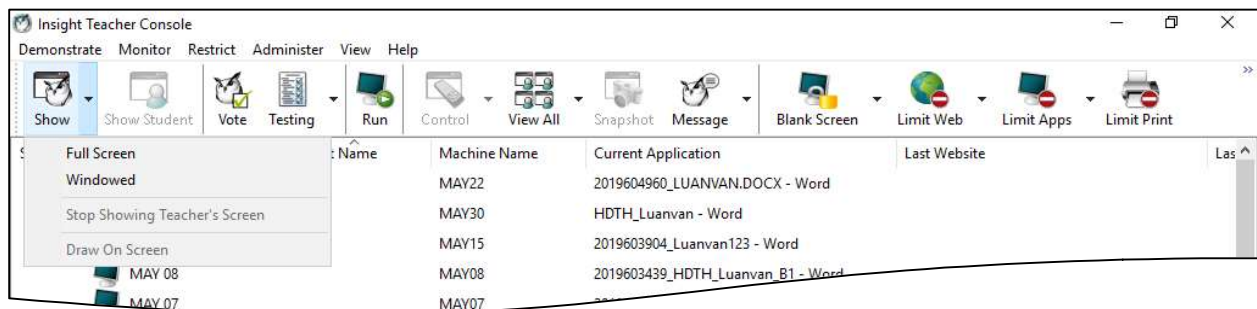 Insight Teacher Console
Demonstrate Monitor Restrict Administer View Help
Show Show Student Vote Testing Run Control View All Snapshot Message Blank Screen Limit Web Limit Apps Limit Print
Name Machine Name Current Application Last Website Las
Full Screen
Windowed MAY22 2019604960_LUANVAN.DOCX - Word
Stop Showing Teacher's Screen MAY30 HDTH_Luanvan - Word
Draw On Screen MAY15 2019603904_Luanvan123 - Word
MAY 08 MAY08 2019603439_HDTH_Luanvan_B1 - Word
MAY 07 MAY07